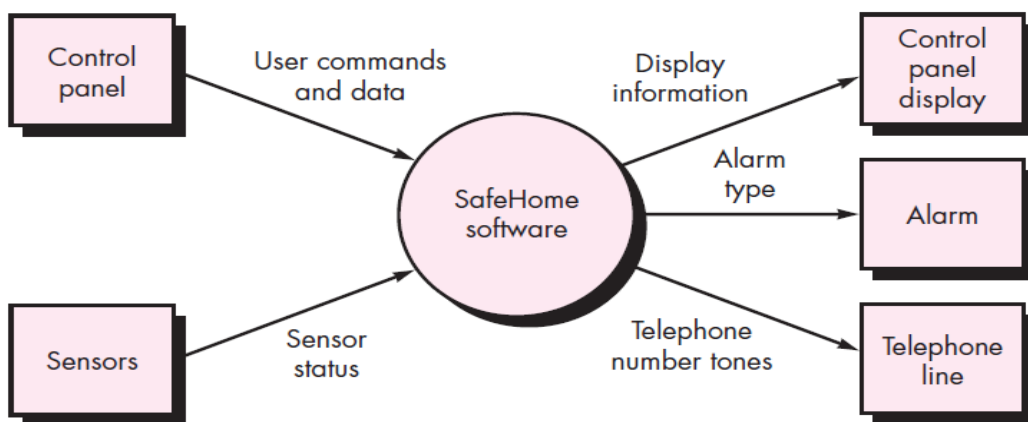 Control
panel
User commands
and data
Display
information
Control
panel
display
SafeHome
software
Alarm
type
Alarm
Sensors
Sensor
status
Telephone
number tones
Telephone
line